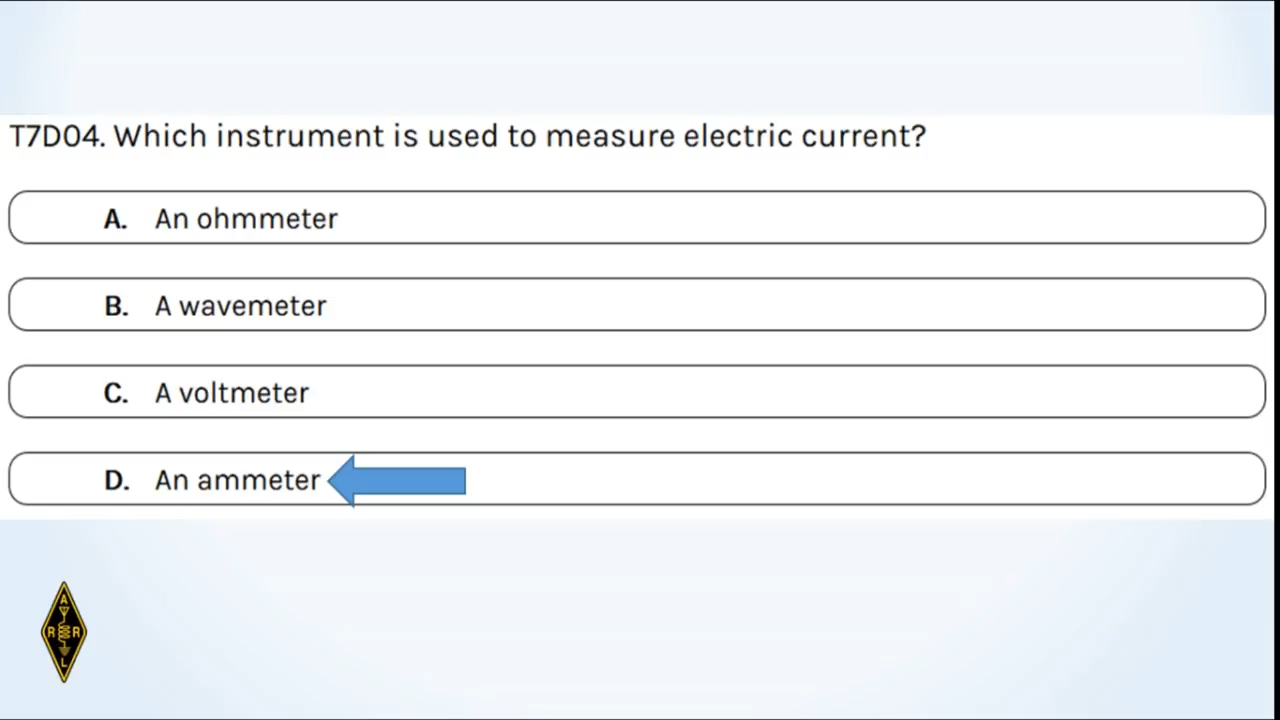 T7D04. Which instrument is used to measure electric current?
A. An ohmmeter
B. A wavemeter
C. A voltmeter
D. An ammeter
A
R R
L